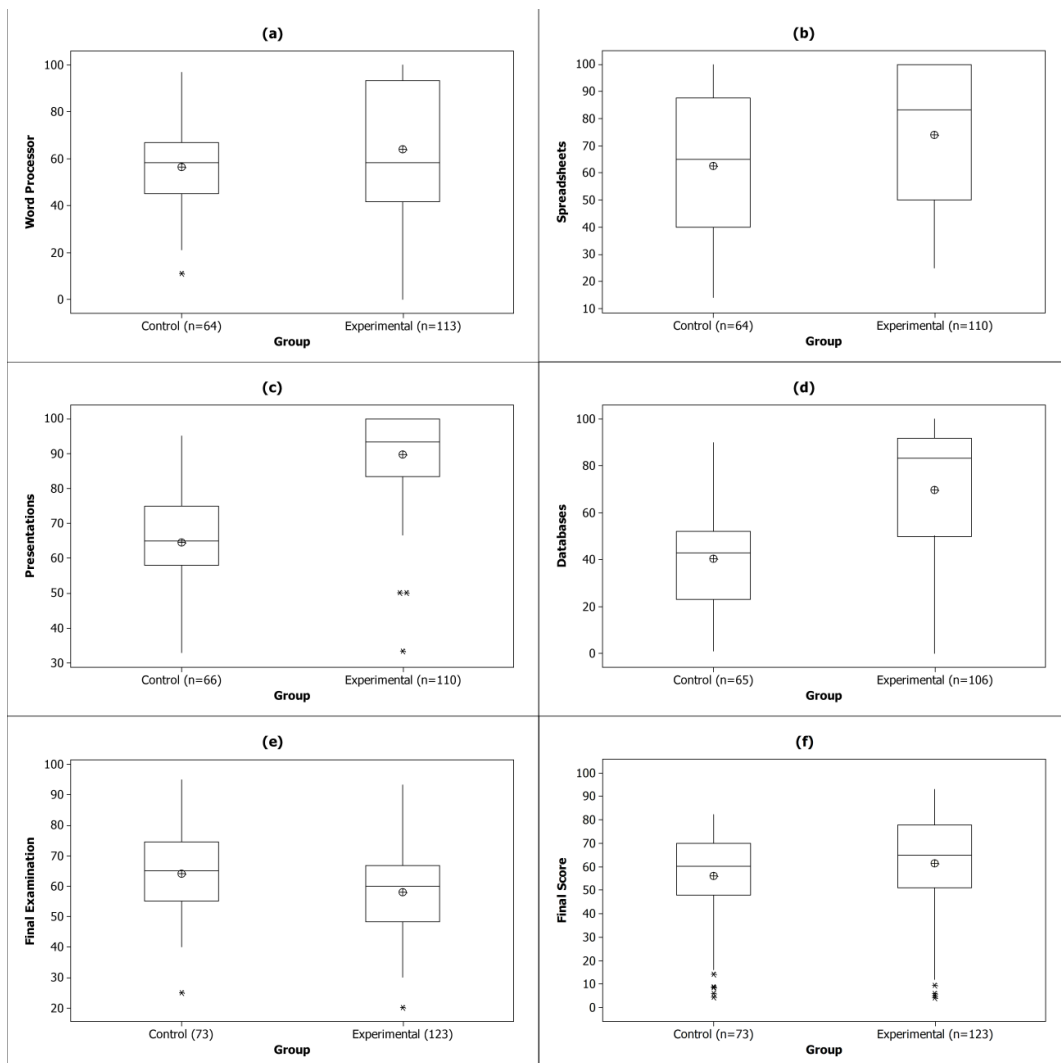 (a)
Word Processor
100
80
60
40
20
0
Control (n=64) Experimental (n=113)
Group
(b)
Spreadsheets
100
90
80
70
60
50
40
30
20
10
Control (n=64) Experimental (n=110)
Group
(c)
Presentations
100
90
80
70
60
50
40
30
Control (n=66) Experimental (n=110)
Group
(d)
Databases
100
80
60
40
20
0
Control (n=65) Experimental (n=106)
Group
(e)
Final Examination
100
90
80
70
60
50
40
30
20
Control (73) Experimental (123)
Group
(f)
Final Score
100
90
80
70
60
50
40
30
20
10
0
Control (n=73) Experimental (n=123)
Group